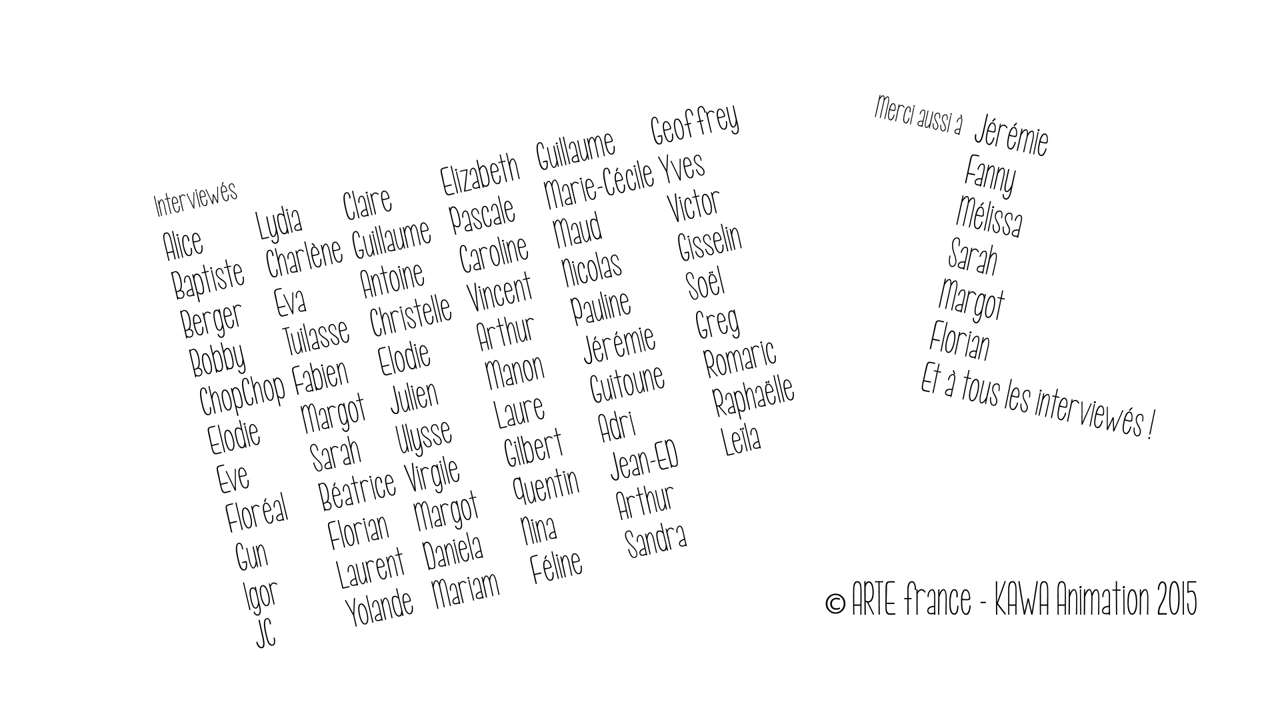 Interviewés
Alice
Baptiste
Berger
Bobby
ChopChop
Elodie
Eve
Floréal
Gun
Igor
JC
Lydia
Charlène
Eva
Tuilasse
Fabien
Margot
Sarah
Béatrice
Florian
Laurent
Yolande
Claire
Guillaume
Antoine
Christelle
Elodie
Julien
Ulysse
Virgile
Margot
Daniela
Mariam
Elizabeth
Pascale
Caroline
Vincent
Arthur
Manon
Laure
Gilbert
Quentin
Nina
Féline
Guillaume
Marie-Cécile
Maud
Nicolas
Pauline
Jérémie
Guitoune
Adri
Jean-ED
Arthur
Sandra
Geoffrey
Yves
Victor
Gisselin
Soël
Greg
Romaric
Raphaëlle
Leïla
Merci aussi à Jérémie
Fanny
Mélissa
Sarah
Margot
Florian
Et à tous les interviewés !
© ARTE france - KAWA Animation 2015